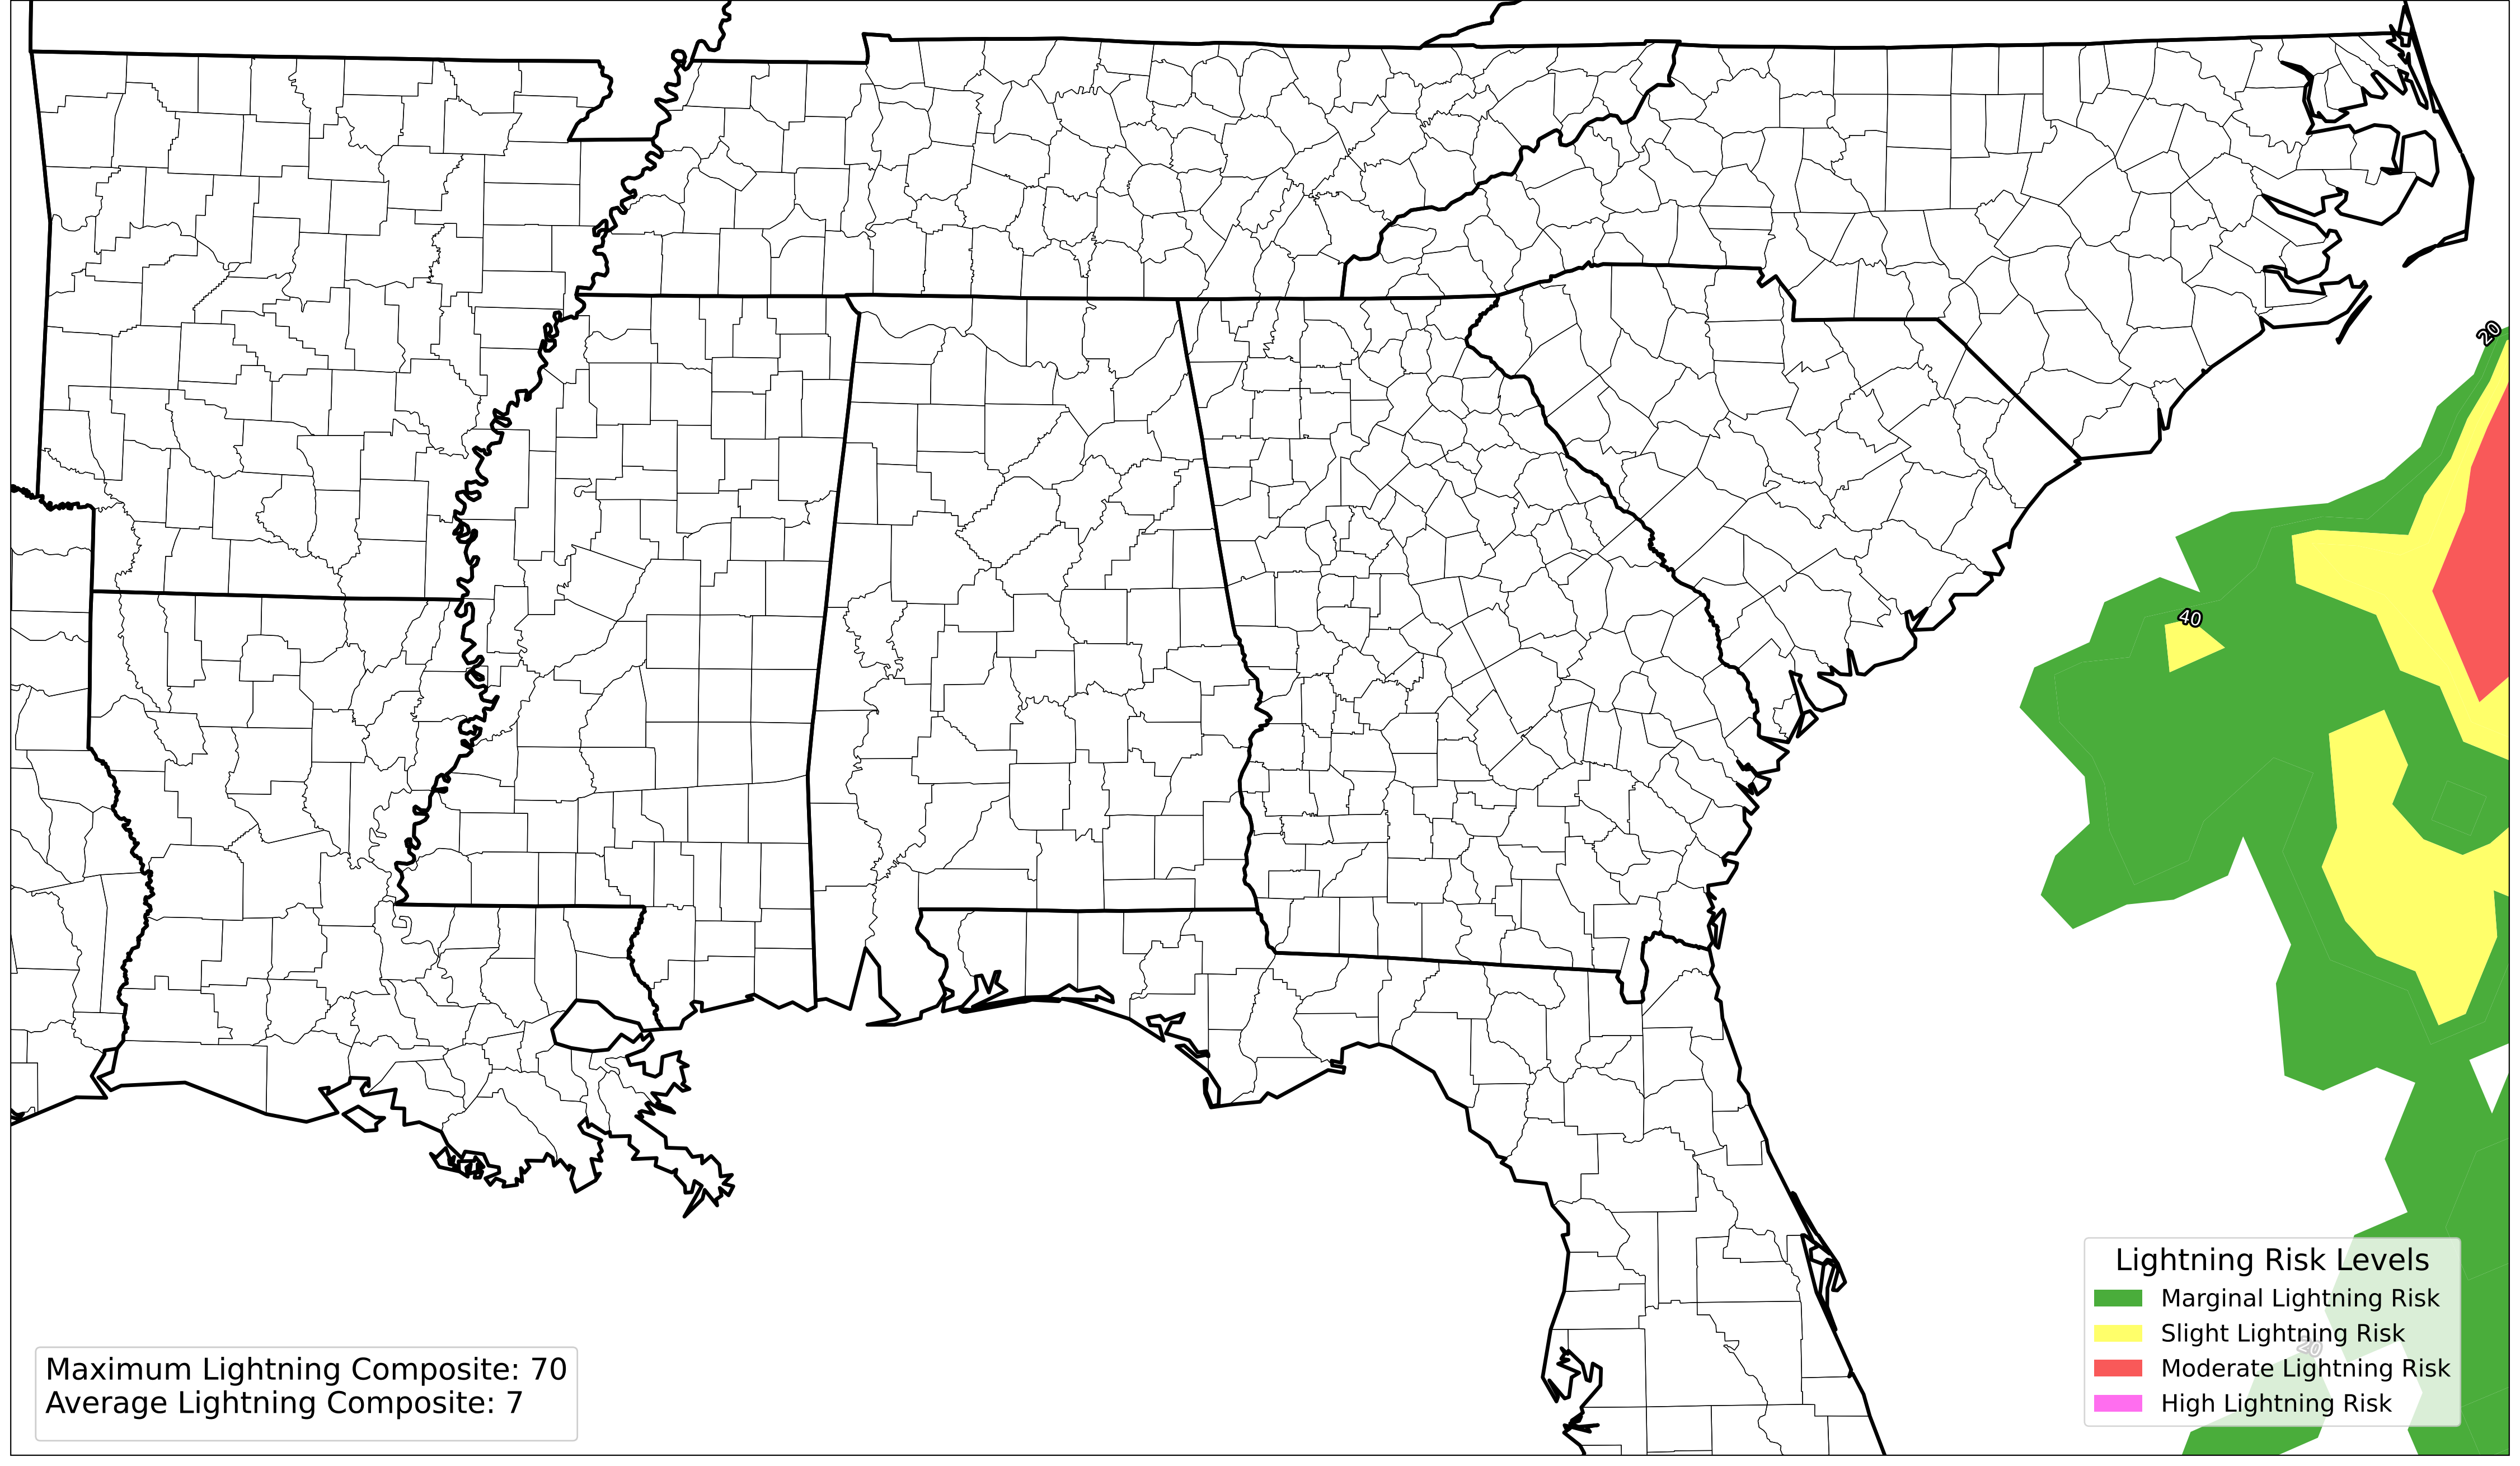 20
40
Lightning Risk Levels
Marginal Lightning Risk
Slight Lightning Risk
20
Moderate Lightning Risk
High Lightning Risk
Maximum Lightning Composite: 70
Average Lightning Composite: 7